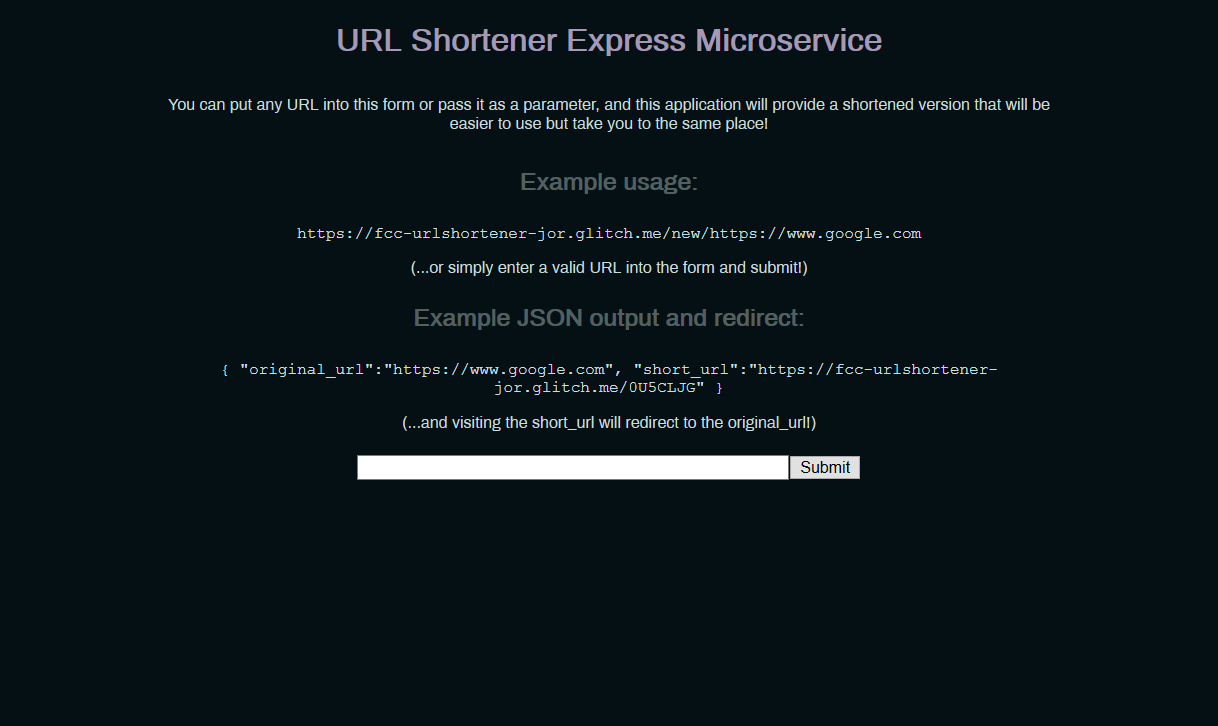 URL Shortener Express Microservice
You can put any URL into this form or pass it as a parameter, and this application will provide a shortened version that will be
easier to use but take you to the same place!
Example usage:
https://fcc-urlshortener-jor.glitch.me/new/https://www.google.com
(...or simply enter a valid URL into the form and submit!)
Example JSON output and redirect:
{ "original_url":"https://www.google.com", "short_url":"https://fcc-urlshortener-
jor.glitch.me/0U5CLJG" }
(...and visiting the short_url will redirect to the original_url!)
Submit